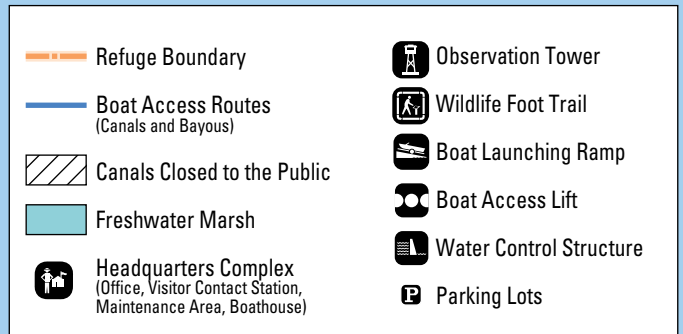 Refuge Boundary
Boat Access Routes
(Canals and Bayous)
Canals Closed to the Public
Freshwater Marsh
Headquarters Complex
(Office, Visitor Contact Station,
Maintenance Area, Boathouse)
Observation Tower
Wildlife Foot Trail
Boat Launching Ramp
Boat Access Lift
Water Control Structure
P Parking Lots